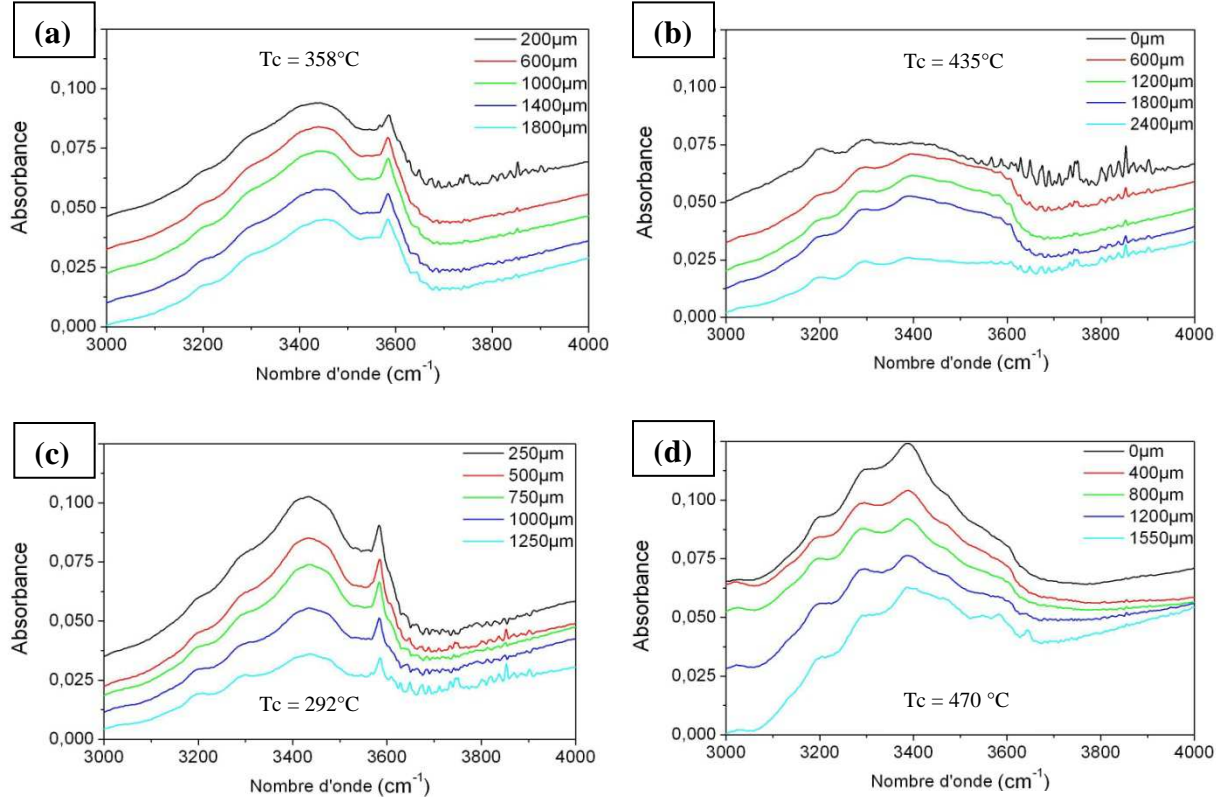 (a)
Tc = 358°C
200µm
600µm
1000µm
1400µm
1800µm
0,100
0,075
0,050
0,025
0,000
Absorbance
3000 3200 3400 3600 3800 4000
Nombre d'onde (cm-1)
(b)
Tc = 435°C
0µm
600µm
1200µm
1800µm
2400µm
0,100
0,075
0,050
0,025
0,000
Absorbance
3000 3200 3400 3600 3800 4000
Nombre d'onde (cm-1)
(c)
250µm
500µm
750µm
1000µm
1250µm
0,100
0,075
0,050
0,025
0,000
Absorbance
Tc = 292°C
3000 3200 3400 3600 3800 4000
Nombre d'onde (cm-1)
(d)
0µm
400µm
800µm
1200µm
1550µm
0,100
0,075
0,050
0,025
0,000
Absorbance
Tc = 470 °C
3000 3200 3400 3600 3800 4000
Nombre d'onde (cm-1)